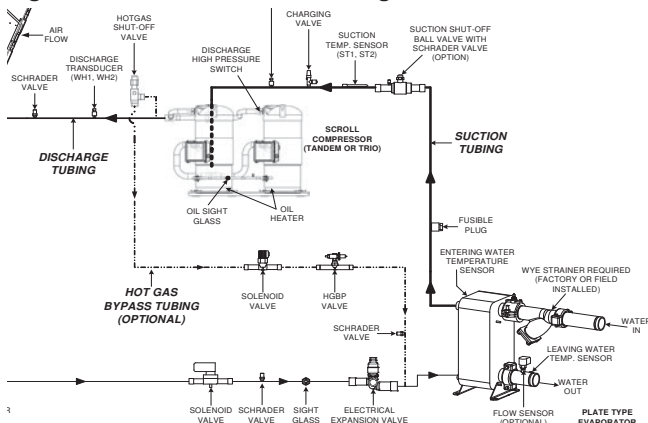 AIR
FLOW
HOTGAS
SHUT-OFF
VALVE
SCHRADER
VALVE
DISCHARGE
TRANSDUCER
(WH1, WH2)
DISCHARGE
HIGH PRESSURE
SWITCH
CHARGING
VALVE
SUCTION
TEMP. SENSOR
(ST1, ST2)
SUCTION SHUT-OFF
BALL VALVE WITH
SCHRADER VALVE
(OPTION)
DISCHARGE
TUBING
SCROLL
COMPRESSOR
(TANDEM OR TRIO)
SUCTION
TUBING
OIL SIGHT
GLASS
OIL
HEATER
FUSIBLE
PLUG
HOT GAS
BYPASS TUBING
(OPTIONAL)
SOLENOID
VALVE
HGBP
VALVE
ENTERING WATER
TEMPERATURE
SENSOR
WYE STRAINER REQUIRED
(FACTORY OR FIELD
INSTALLED)
WATER
IN
SCHRADER
VALVE
LEAVING WATER
TEMP. SENSOR
WATER
OUT
SOLENOID
VALVE
SCHRADER
VALVE
SIGHT
GLASS
ELECTRICAL
EXPANSION VALVE
FLOW SENSOR
(OPTIONAL)
PLATE TYPE
EVAPORATOR